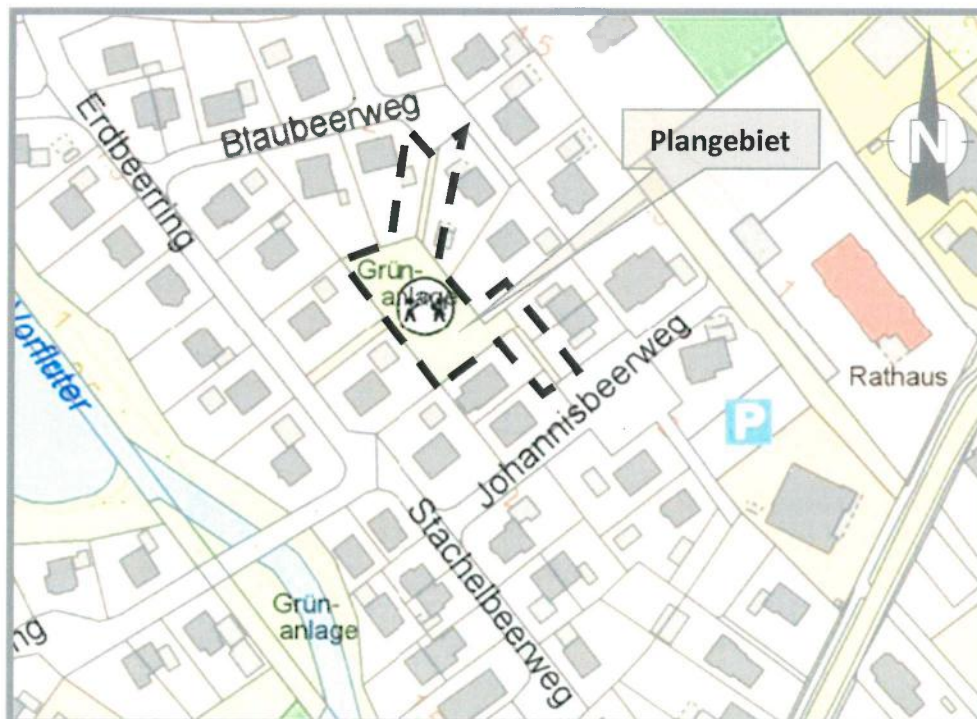 Erdbeerring
Blaubeerweg
Plangebiet
N
Grün-
anlage
Vorfluter
Rathaus
P
Johannisbeerweg
Stachelbeerweg
Grün-
anlage
ng